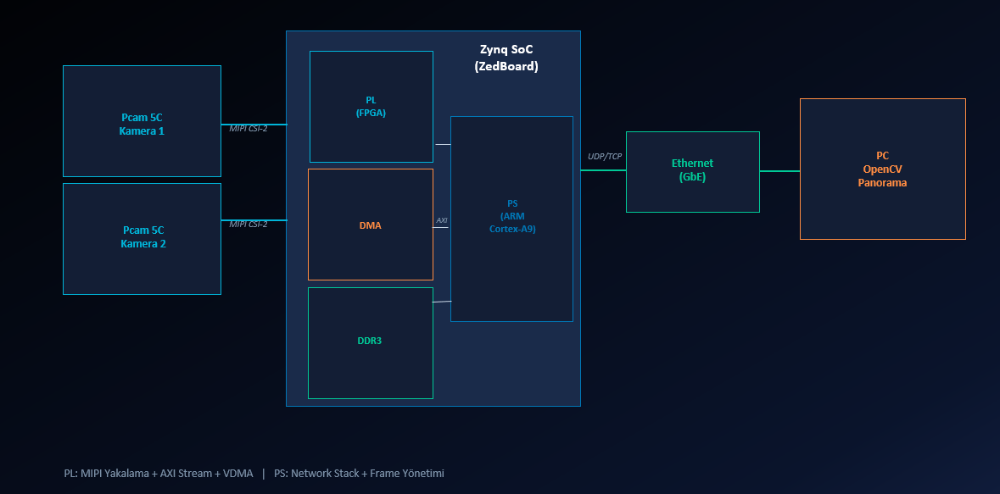 Zynq SoC
(ZedBoard)
Pcam 5C
Kamera 1
MIPI CSI-2
PL
(FPGA)
Pcam 5C
Kamera 2
MIPI CSI-2
DMA
AXI
DDR3
PS
(ARM
Cortex-A9)
UDP/TCP
Ethernet
(GbE)
PC
OpenCV
Panorama
PL: MIPI Yakalama + AXI Stream + VDMA | PS: Network Stack + Frame Yönetimi